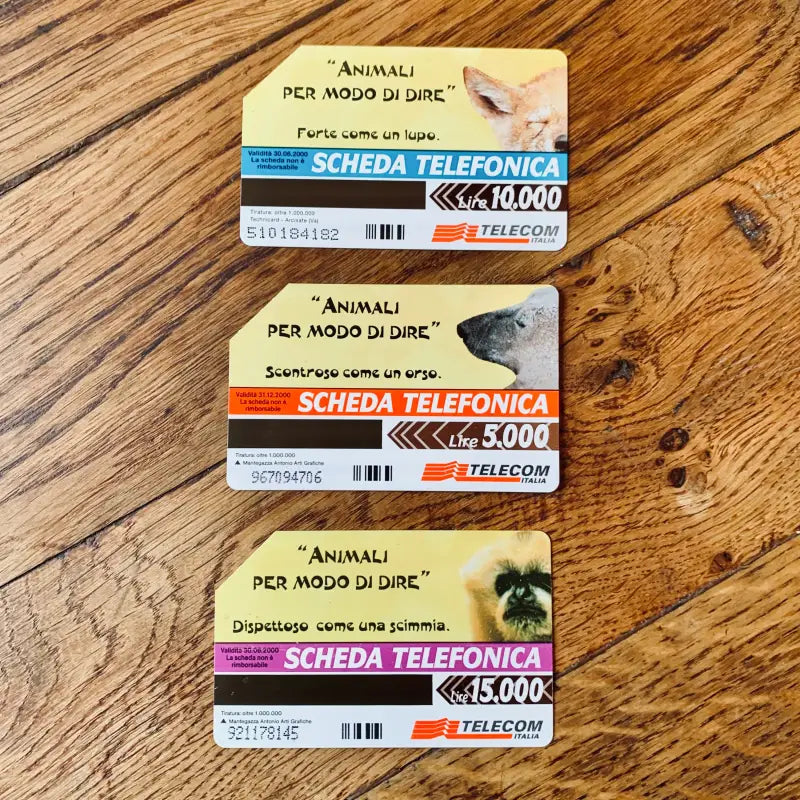 “ANIMALI
PER MODO DI DIRE”
Forte come un lupo.
Validità 30.06.2000
La scheda non è
rimborsabile
SCHEDA TELEFONICA
Lire 10.000
Tiratura: oltre 1.000.000
Technicard - Arcisate (Va)
510184182
TELECOM
ITALIA
“ANIMALI
PER MODO DI DIRE”
Scontroso come un orso.
Validità 31.12.2000
La scheda non è
rimborsabile
SCHEDA TELEFONICA
Lire 5.000
Tiratura: oltre 1.000.000
Mantegazza Antonio Arti Grafiche
967094706
TELECOM
ITALIA
“ANIMALI
PER MODO DI DIRE”
Dispettoso come una scimmia.
Validità 30.06.2000
La scheda non è
rimborsabile
SCHEDA TELEFONICA
Lire 15.000
Tiratura: oltre 1.000.000
Mantegazza Antonio Arti Grafiche
921178145
TELECOM
ITALIA